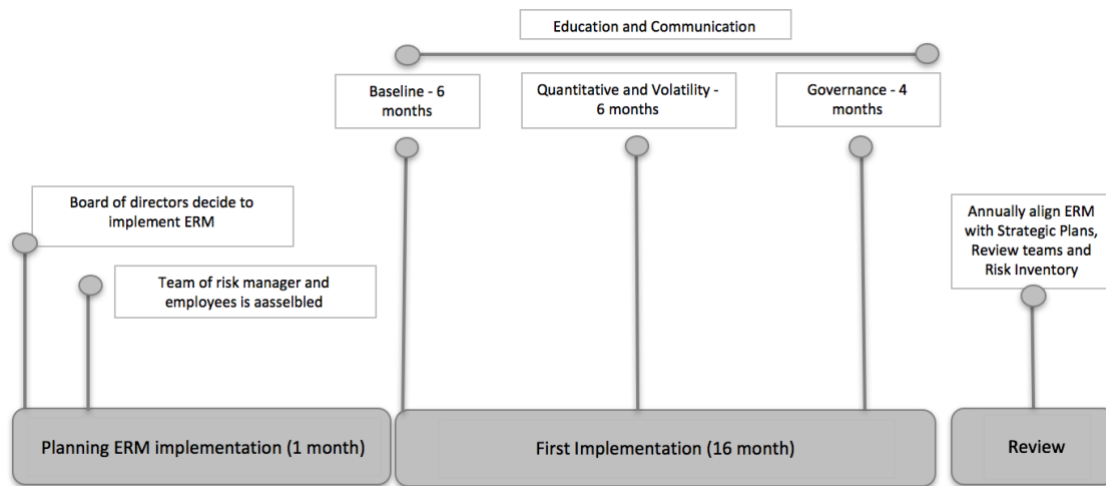 Education and Communication
Baseline - 6
months
Quantitative and Volatility -
6 months
Governance - 4
months
Board of directors decide to
implement ERM
Team of risk manager and
employees is aasselbled
Annually align ERM
with Strategic Plans,
Review teams and
Risk Inventory
Planning ERM implementation (1 month)
First Implementation (16 month)
Review